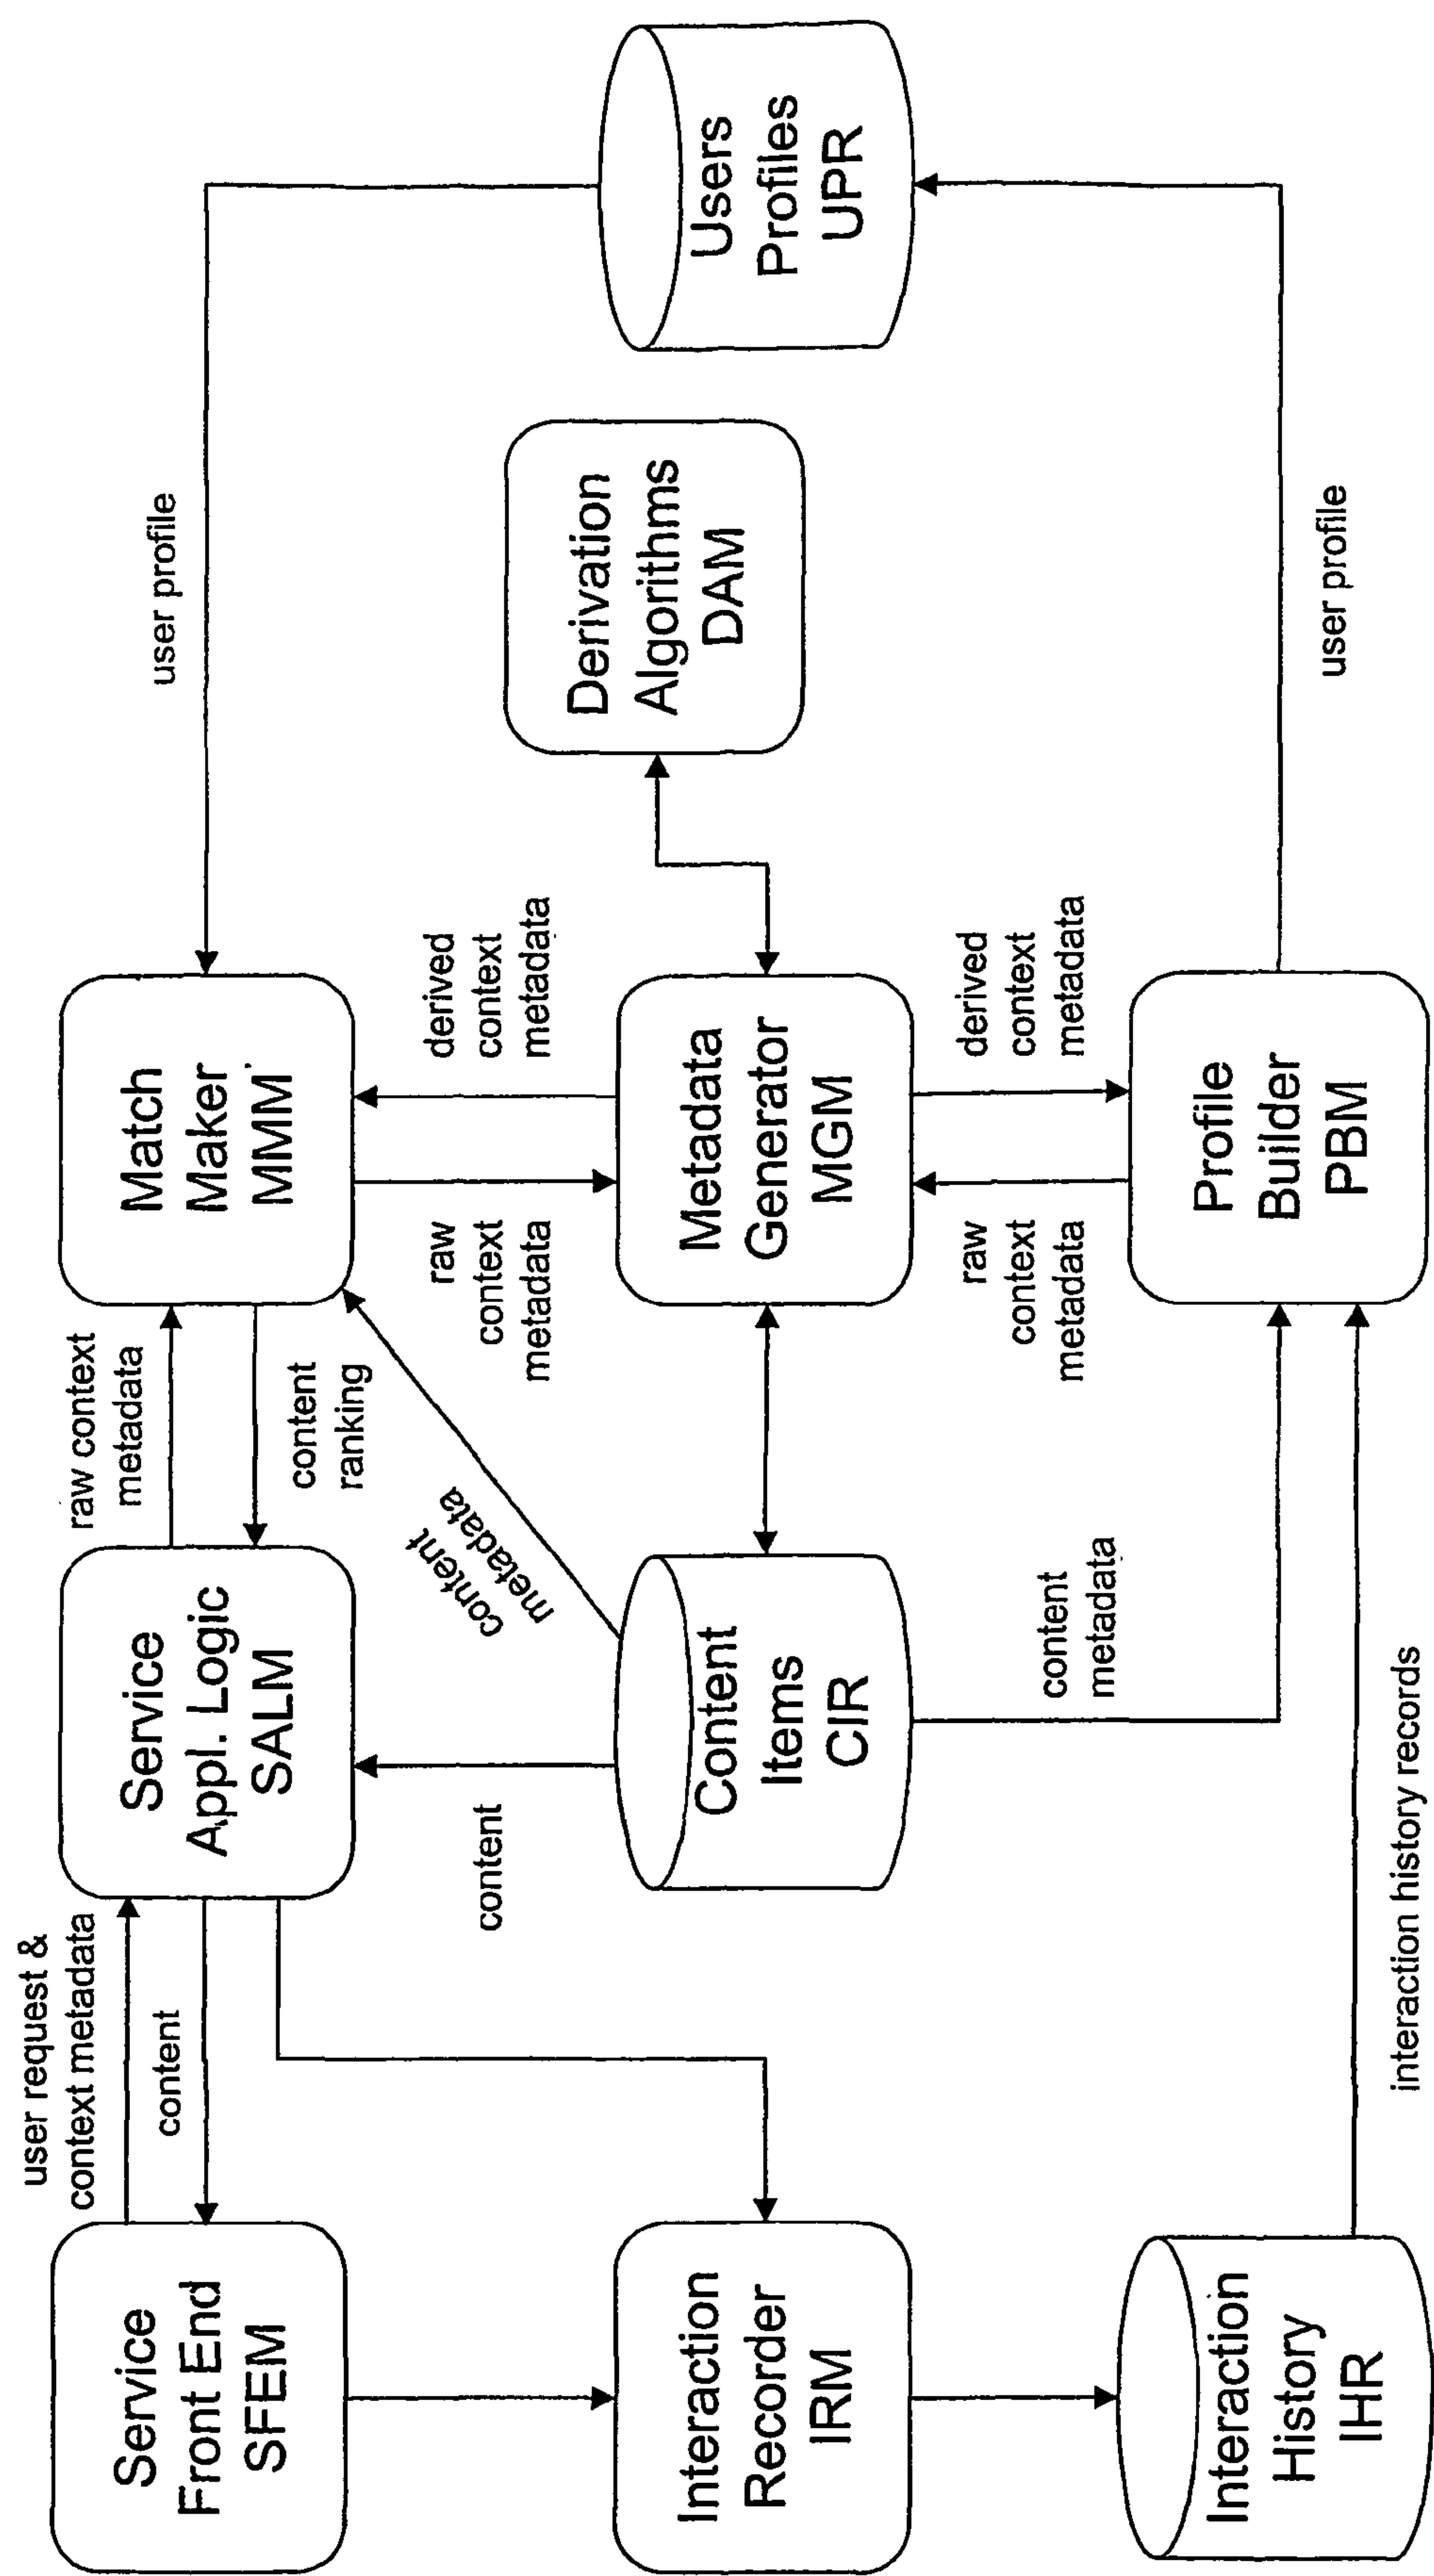 user request &
context metadata
content
raw context
metadata
content
ranking
user profile
Service
Front End
SFEM
Service
Appl. Logic
SALM
Match
Maker
MMM
content
content
metadata
raw
context
metadata
derived
context
metadata
Interaction
Recorder
IRM
Content
Items
CIR
Metadata
Generator
MGM
Derivation
Algorithms
DAM
Users
Profiles
UPR
content
metadata
raw
context
metadata
derived
context
metadata
Interaction
History
IHR
Profile
Builder
PBM
interaction history records
user profile